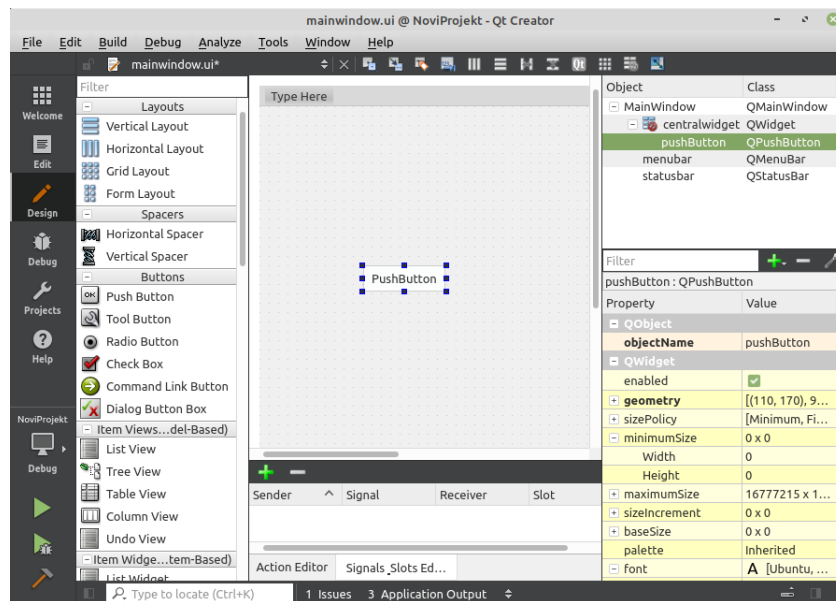 mainwindow.ui @ NoviProjekt - Qt Creator
File Edit Build Debug Analyze Tools Window Help
mainwindow.ui*
Welcome
Edit
Design
Debug
Projects
Help
NoviProjekt
Debug
Filter
Layouts
Vertical Layout
Horizontal Layout
Grid Layout
Form Layout
Spacers
Horizontal Spacer
Vertical Spacer
Buttons
OK Push Button
Tool Button
Radio Button
Check Box
Command Link Button
Dialog Button Box
Item Views...del-Based)
List View
Tree View
Table View
Column View
Undo View
Item Widge...tem-Based)
List Widget
Type Here
PushButton
Sender Signal Receiver Slot
Action Editor Signals_Slots Ed...
Object Class
MainWindow QMainWindow
centralwidget QWidget
pushButton QPushButton
menubar QMenuBar
statusbar QStatusBar
Filter
pushButton : QPushButton
Property Value
QObject
objectName pushButton
QWidget
enabled
geometry [(110, 170), 9...
sizePolicy [Minimum, Fi...
minimumSize 0 x 0
Width 0
Height 0
maximumSize 16777215 x 1...
sizeIncrement 0 x 0
baseSize 0 x 0
palette Inherited
font A [Ubuntu, ...
Type to locate (Ctrl+K) 1 Issues 3 Application Output